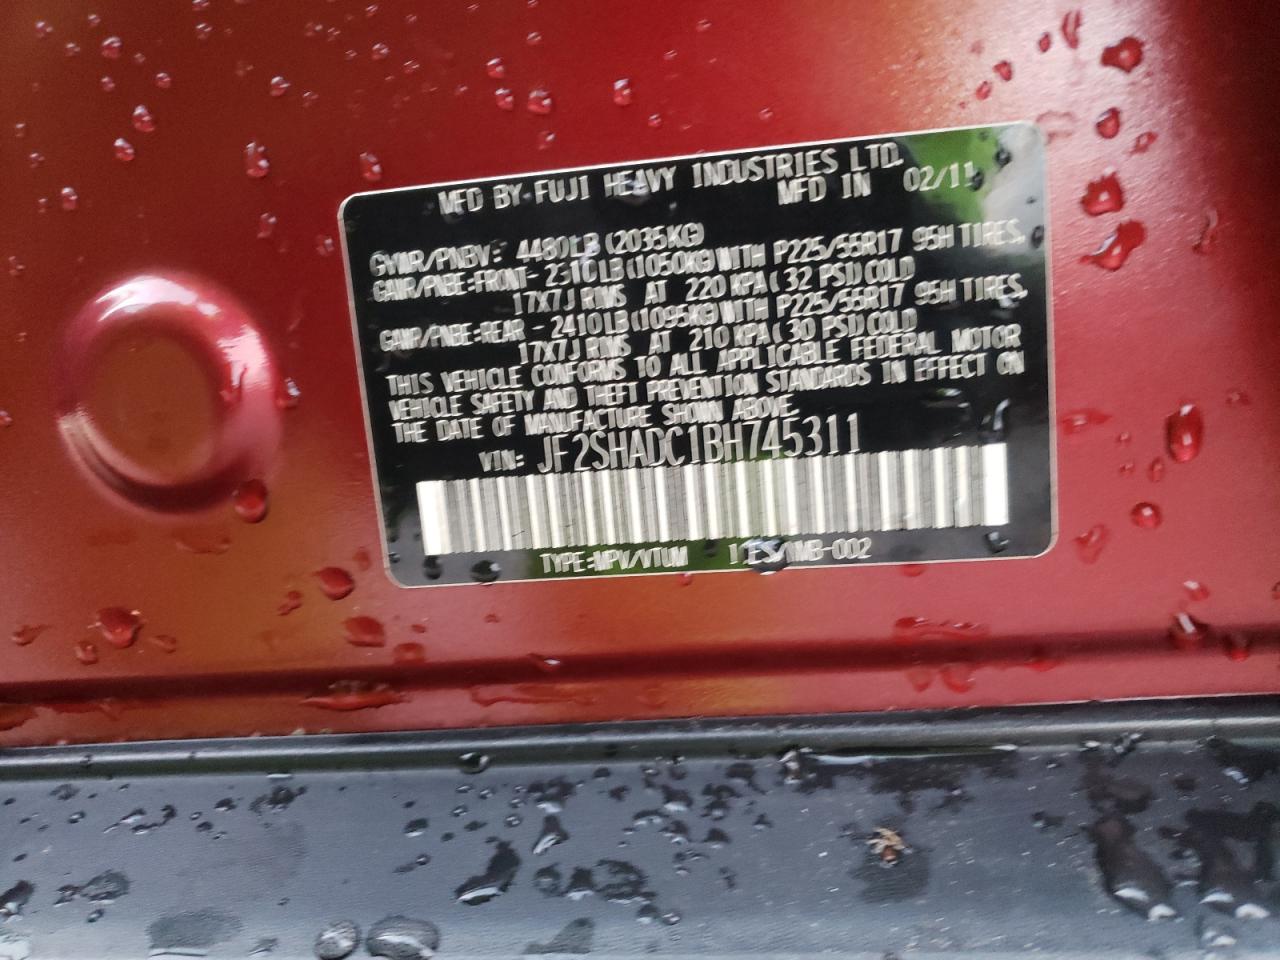 MFD BY FUJI HEAVY INDUSTRIES LTD.
MFD IN 02/11
GVWR/PNBV: 4480LB (2035KG)
GAWR/PNBE:FRONT-2310LB(1050KG)WITH P225/55R17 95H TIRES,
17X7J RIMS AT 220 KPA( 32 PSI)COLD
GAWR/PNBE:REAR -2410LB(1095KG)WITH P225/55R17 95H TIRES,
17X7J RIMS AT 210 KPA( 30 PSI)COLD
THIS VEHICLE CONFORMS TO ALL APPLICABLE FEDERAL MOTOR
VEHICLE SAFETY AND THEFT PREVENTION STANDARDS IN EFFECT ON
THE DATE OF MANUFACTURE SHOWN ABOVE.
VIN: JF2SHADC1BH745311
TYPE:MPV/VTUM